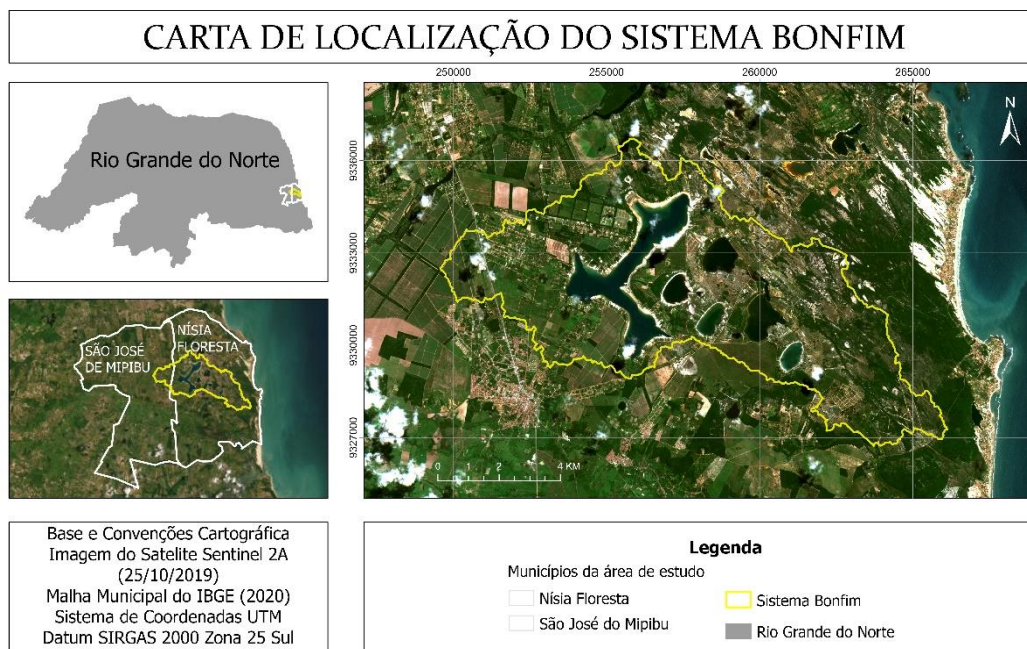 CARTA DE LOCALIZAÇÃO DO SISTEMA BONFIM
Rio Grande do Norte
250000
255000
260000
265000
9336000
9333000
9330000
9327000
N
0 1 2 4 KM
NÍSIA
FLORESTA
SÃO JOSÉ
DE MIPIBU
Base e Convenções Cartográfica
Imagem do Satelite Sentinel 2A
(25/10/2019)
Malha Municipal do IBGE (2020)
Sistema de Coordenadas UTM
Datum SIRGAS 2000 Zona 25 Sul
Legenda
Municípios da área de estudo
Nísia Floresta
São José do Mipibu
Sistema Bonfim
Rio Grande do Norte